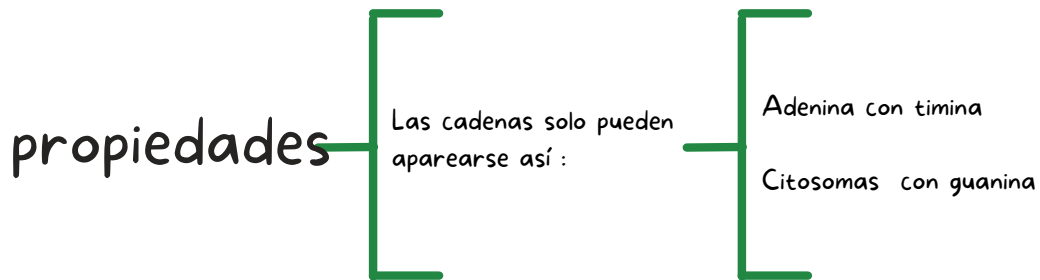 propiedades
Las cadenas solo pueden
aparearse así :
Adenina con timina
Citosomas con guanina